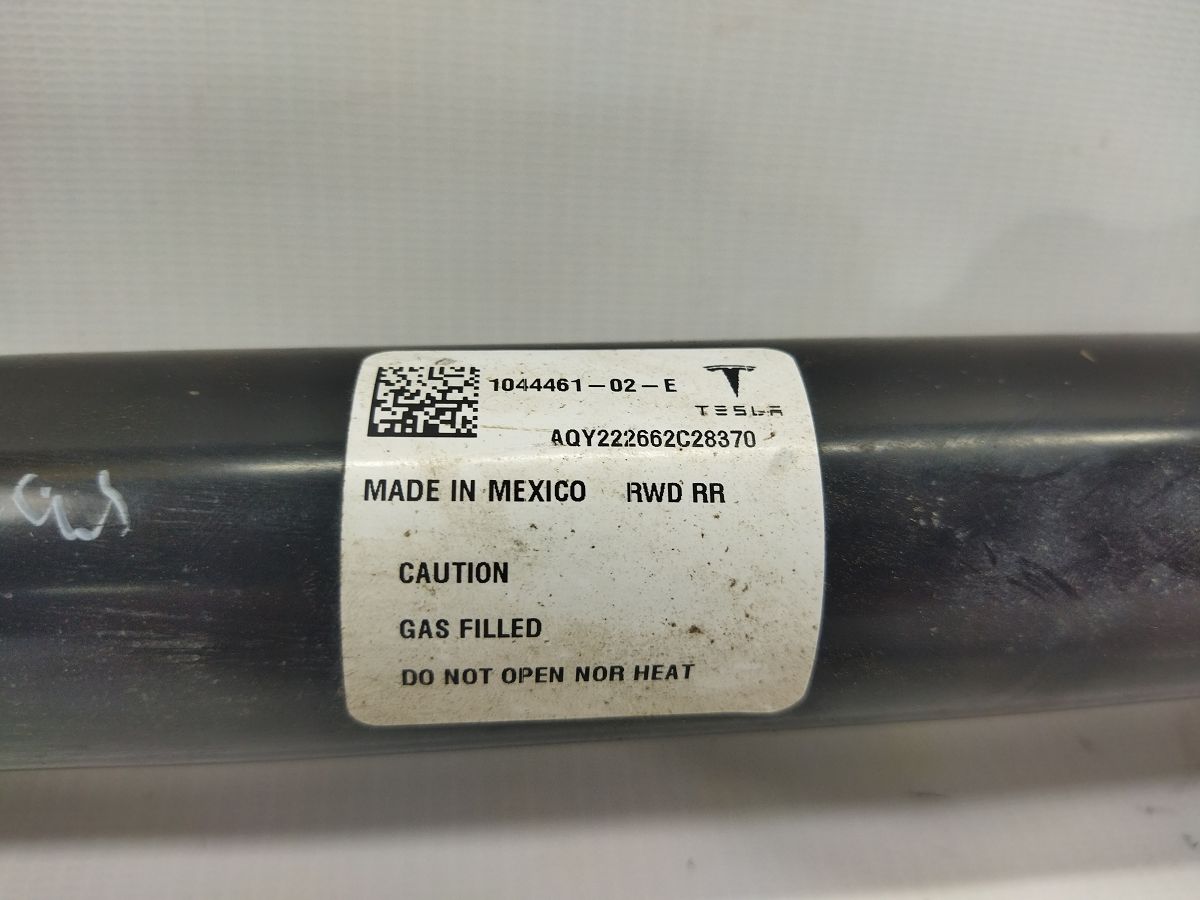 1044461-02-E
TESLA
AQY222662C28370
MADE IN MEXICO RWD RR
CAUTION
GAS FILLED
DO NOT OPEN NOR HEAT